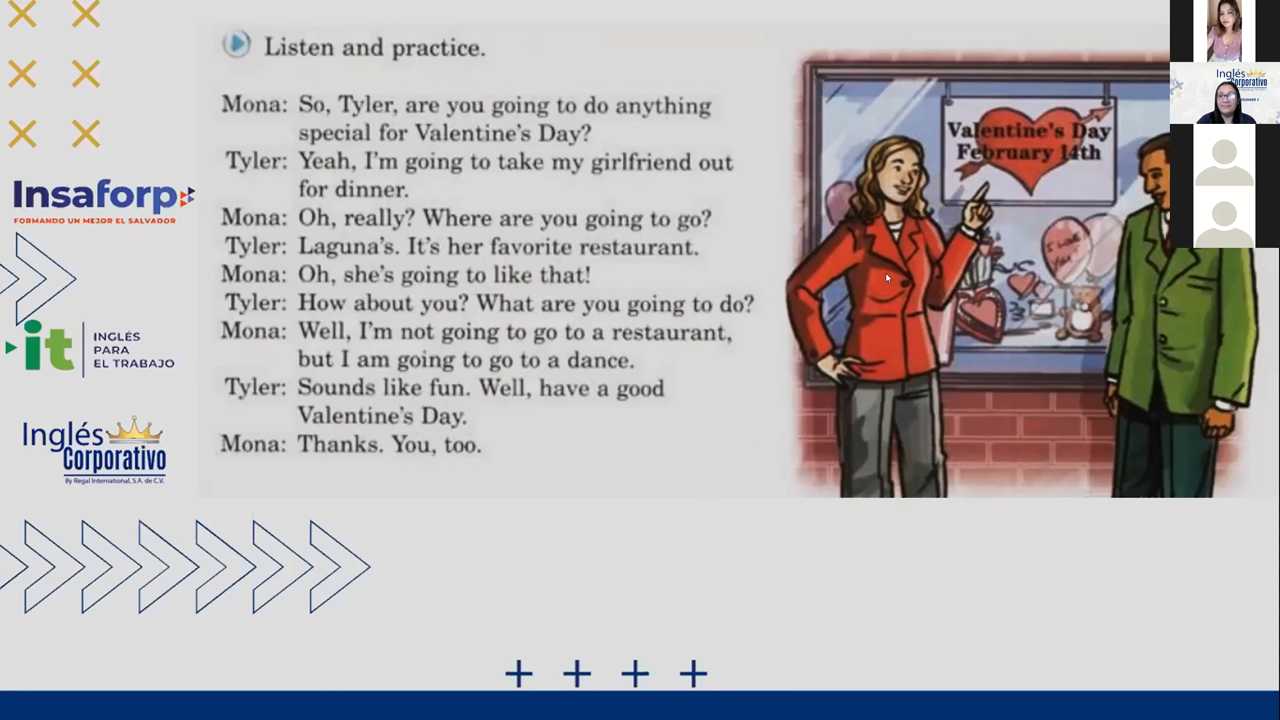 Listen and practice.
Mona: So, Tyler, are you going to do anything
special for Valentine's Day?
Tyler: Yeah, I'm going to take my girlfriend out
for dinner.
Mona: Oh, really? Where are you going to go?
Tyler: Laguna's. It's her favorite restaurant.
Mona: Oh, she's going to like that!
Tyler: How about you? What are you going to do?
Mona: Well, I'm not going to go to a restaurant,
but I am going to go to a dance.
Tyler: Sounds like fun. Well, have a good
Valentine's Day.
Mona: Thanks. You, too.
Valentine's Day
February 14th
Insaforp
FORMANDO UN MEJOR EL SALVADOR
it
INGLÉS
PARA
EL TRABAJO
Inglés
Corporativo
By Regal International, S.A. de C.V.
Inglés
Corporativo